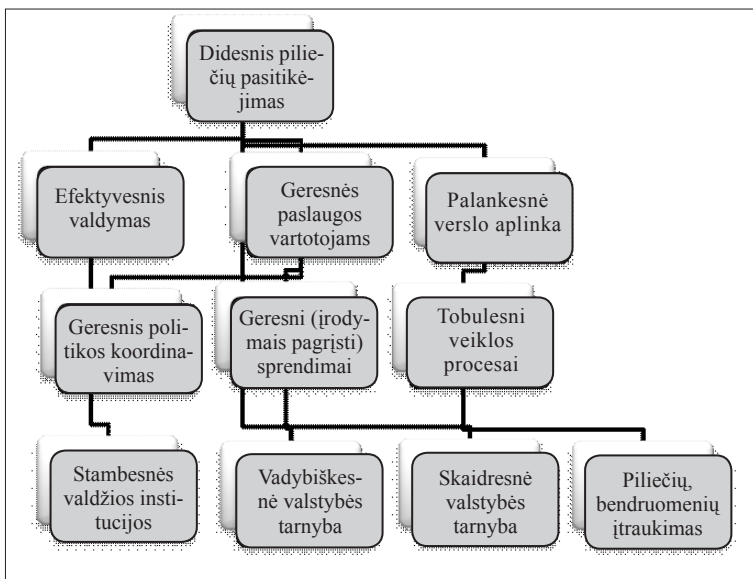 Didesnis pilie-
čių pasitikė-
jimas
Efektyvesnis
valdymas
Geresnės
paslaugos
vartotojams
Palankesnė
verslo aplinka
Geresnis poli-
tikos koordina-
vimas
Geresni (įrody-
mais pagrįsti)
sprendimai
Tobulesni
veiklos
procesai
Stambesnės
valdžios insti-
tucijos
Vadybiškes-
nė valstybės
tarnyba
Skaidresnė
valstybės
tarnyba
Piliečių,
bendruomenių
įtraukimas